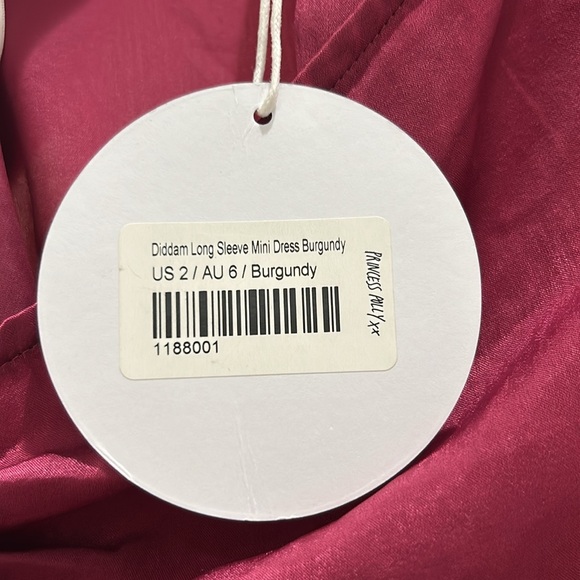 Diddam Long Sleeve Mini Dress Burgundy
US 2 / AU 6 / Burgundy
1188001
PRINCESS POLLY xx